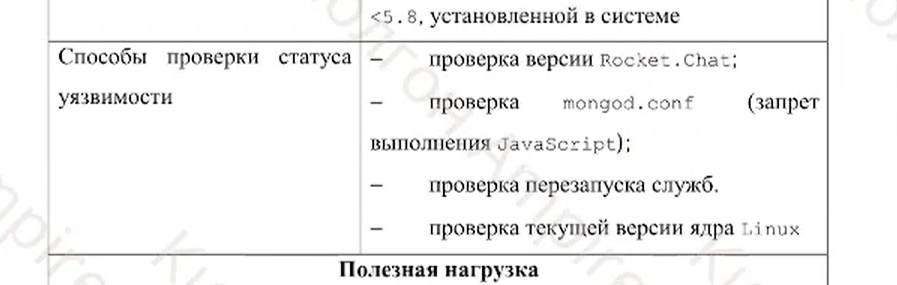 <5.8, установленной в системе
Способы проверки статуса
уязвимости
– проверка версии Rocket.Chat;
– проверка mongod.conf (запрет
выполнения JavaScript);
– проверка перезапуска служб.
– проверка текущей версии ядра Linux
Полезная нагрузка